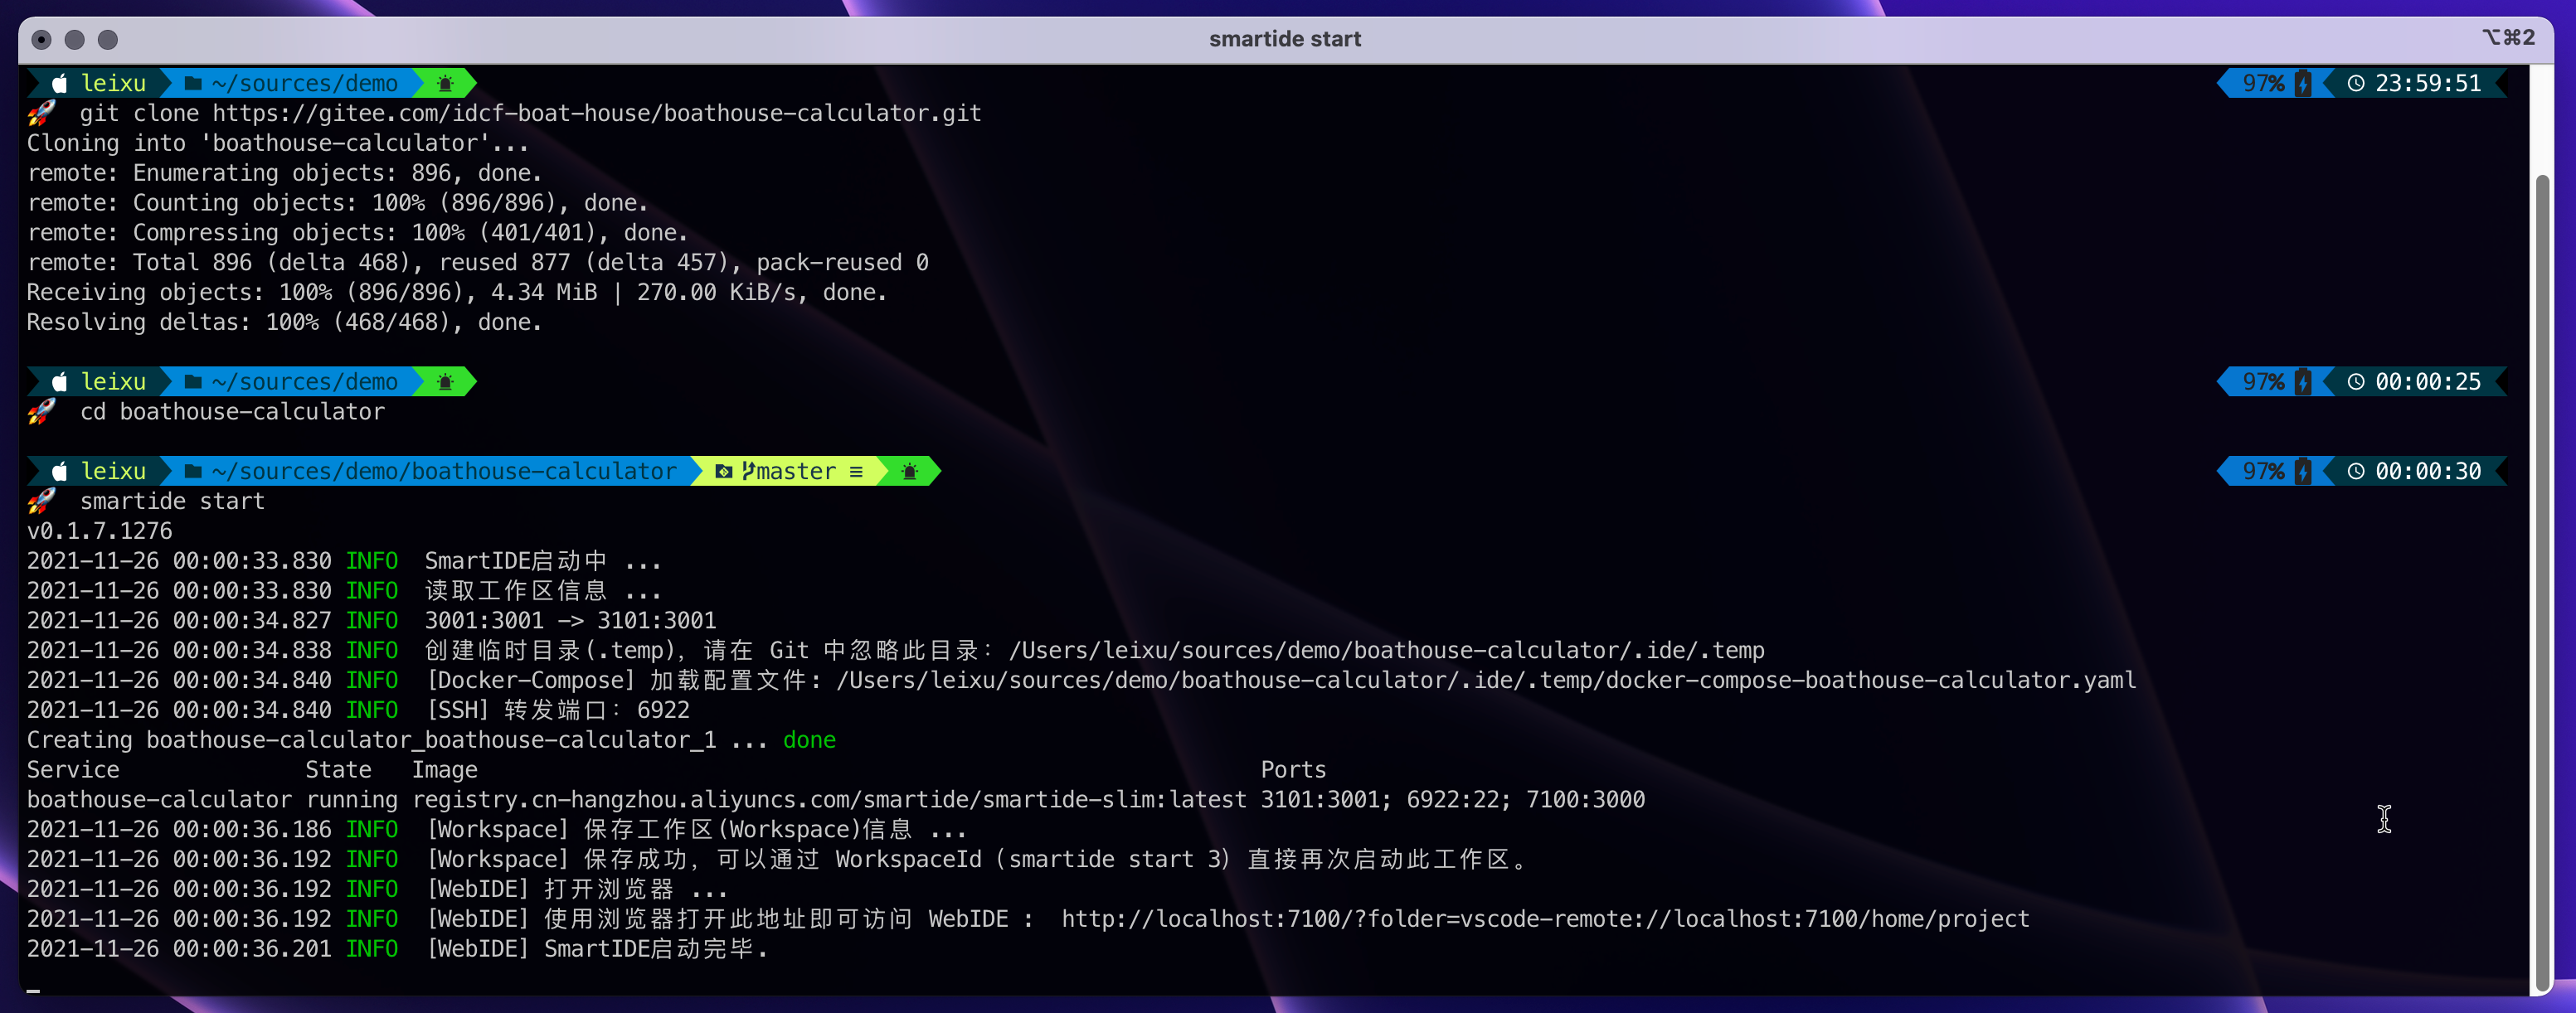 smartide start
⌥⌘2
leixu ~/sources/demo 97% 23:59:51
🚀 git clone https://gitee.com/idcf-boat-house/boathouse-calculator.git
Cloning into 'boathouse-calculator'...
remote: Enumerating objects: 896, done.
remote: Counting objects: 100% (896/896), done.
remote: Compressing objects: 100% (401/401), done.
remote: Total 896 (delta 468), reused 877 (delta 457), pack-reused 0
Receiving objects: 100% (896/896), 4.34 MiB | 270.00 KiB/s, done.
Resolving deltas: 100% (468/468), done.
leixu ~/sources/demo 97% 00:00:25
🚀 cd boathouse-calculator
leixu ~/sources/demo/boathouse-calculator master ≡ 97% 00:00:30
🚀 smartide start
v0.1.7.1276
2021-11-26 00:00:33.830 INFO SmartIDE启动中 ...
2021-11-26 00:00:33.830 INFO 读取工作区信息 ...
2021-11-26 00:00:34.827 INFO 3001:3001 -> 3101:3001
2021-11-26 00:00:34.838 INFO 创建临时目录(.temp)，请在 Git 中忽略此目录：/Users/leixu/sources/demo/boathouse-calculator/.ide/.temp
2021-11-26 00:00:34.840 INFO [Docker-Compose] 加载配置文件: /Users/leixu/sources/demo/boathouse-calculator/.ide/.temp/docker-compose-boathouse-calculator.yaml
2021-11-26 00:00:34.840 INFO [SSH] 转发端口：6922
Creating boathouse-calculator_boathouse-calculator_1 ... done
Service State Image Ports
boathouse-calculator running registry.cn-hangzhou.aliyuncs.com/smartide/smartide-slim:latest 3101:3001; 6922:22; 7100:3000
2021-11-26 00:00:36.186 INFO [Workspace] 保存工作区(Workspace)信息 ...
2021-11-26 00:00:36.192 INFO [Workspace] 保存成功，可以通过 WorkspaceId（smartide start 3）直接再次启动此工作区。
2021-11-26 00:00:36.192 INFO [WebIDE] 打开浏览器 ...
2021-11-26 00:00:36.192 INFO [WebIDE] 使用浏览器打开此地址即可访问 WebIDE : http://localhost:7100/?folder=vscode-remote://localhost:7100/home/project
2021-11-26 00:00:36.201 INFO [WebIDE] SmartIDE启动完毕.